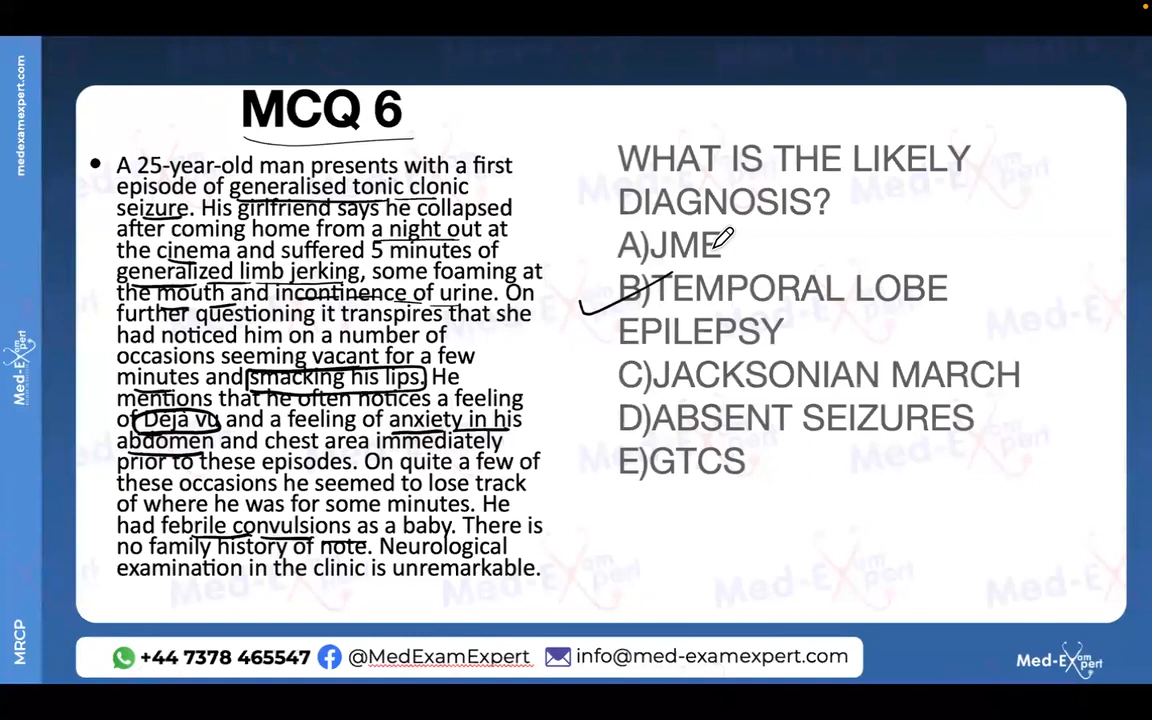 medexamexpert.com
Med-Exam Expert
MRCP
MCQ 6
• A 25-year-old man presents with a first
episode of generalised tonic clonic
seizure. His girlfriend says he collapsed
after coming home from a night out at
the cinema and suffered 5 minutes of
generalized limb jerking, some foaming at
the mouth and incontinence of urine. On
further questioning it transpires that she
had noticed him on a number of
occasions seeming vacant for a few
minutes and smacking his lips. He
mentions that he often notices a feeling
of Deja vu and a feeling of anxiety in his
abdomen and chest area immediately
prior to these episodes. On quite a few of
these occasions he seemed to lose track
of where he was for some minutes. He
had febrile convulsions as a baby. There is
no family history of note. Neurological
examination in the clinic is unremarkable.
WHAT IS THE LIKELY
DIAGNOSIS?
A)JME
B)TEMPORAL LOBE
EPILEPSY
C)JACKSONIAN MARCH
D)ABSENT SEIZURES
E)GTCS
+44 7378 465547 @MedExamExpert info@med-examexpert.com
Med-Exam Expert